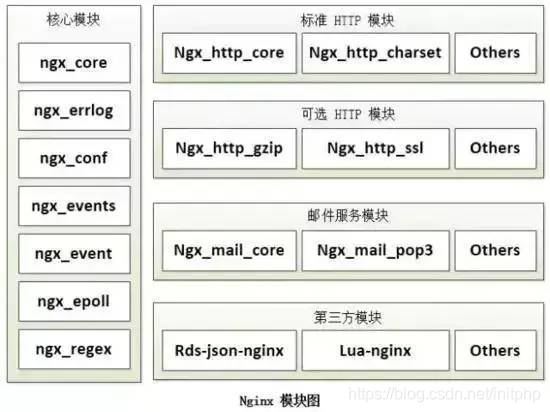 核心模块
ngx_core
ngx_errlog
ngx_conf
ngx_events
ngx_event
ngx_epoll
ngx_regex
标准 HTTP 模块
Ngx_http_core Ngx_http_charset Others
可选 HTTP 模块
Ngx_http_gzip Ngx_http_ssl Others
邮件服务模块
Ngx_mail_core Ngx_mail_pop3 Others
第三方模块
Rds-json-nginx Lua-nginx Others
Nginx 模块图
https://blog.csdn.net/initphp